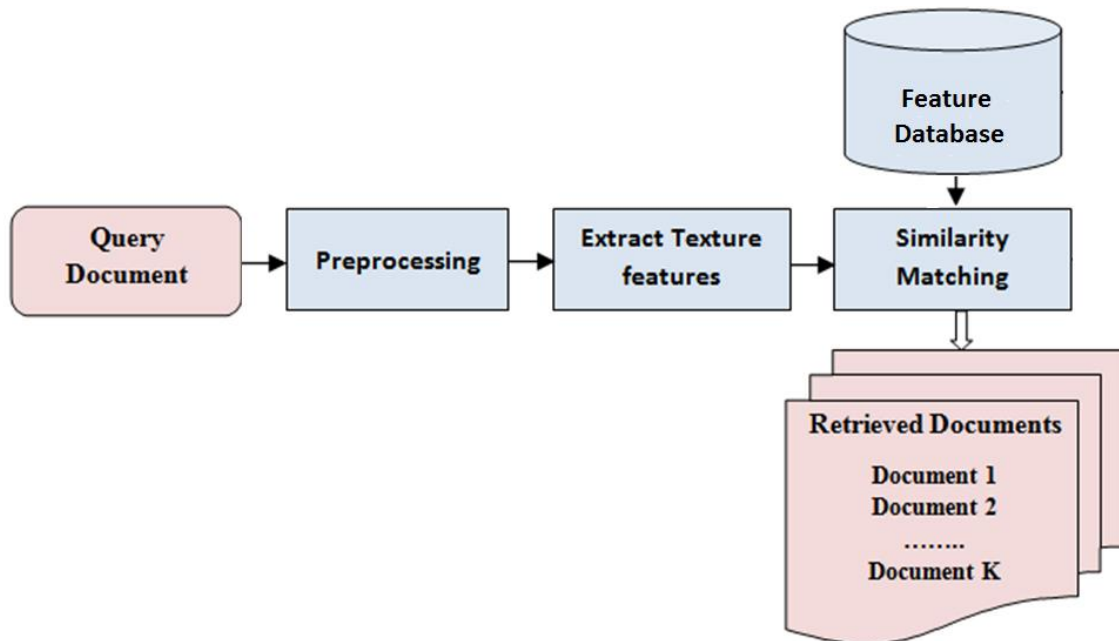 Feature
Database
Query
Document
Preprocessing
Extract Texture
features
Similarity
Matching
Retrieved Documents
Document 1
Document 2
........
Document K